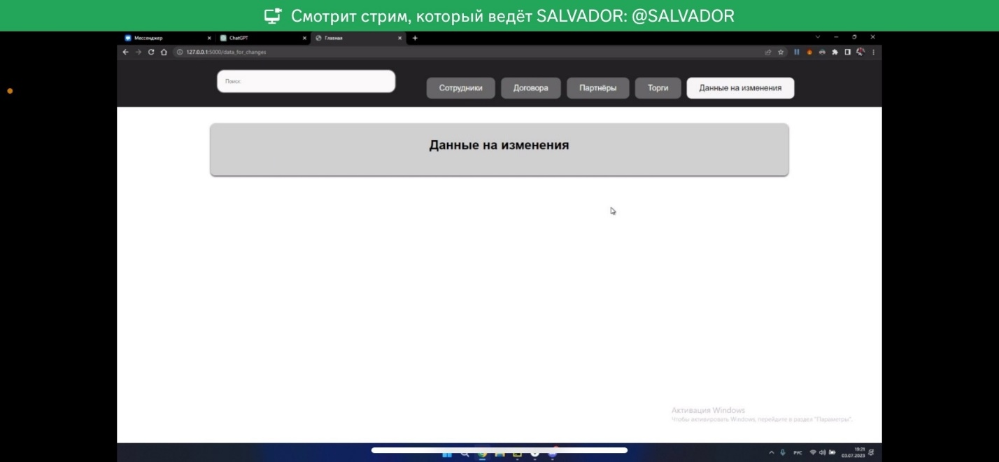 Смотрит стрим, который ведёт SALVADOR: @SALVADOR
Мессенджер
ChatGPT
Главная
127.0.0.1:5000/data_for_changes
Поиск:
Сотрудники
Договора
Партнёры
Торги
Данные на изменения
Данные на изменения
Активация Windows
Чтобы активировать Windows, перейдите в раздел "Параметры".
РУС
19:21
03.07.2023